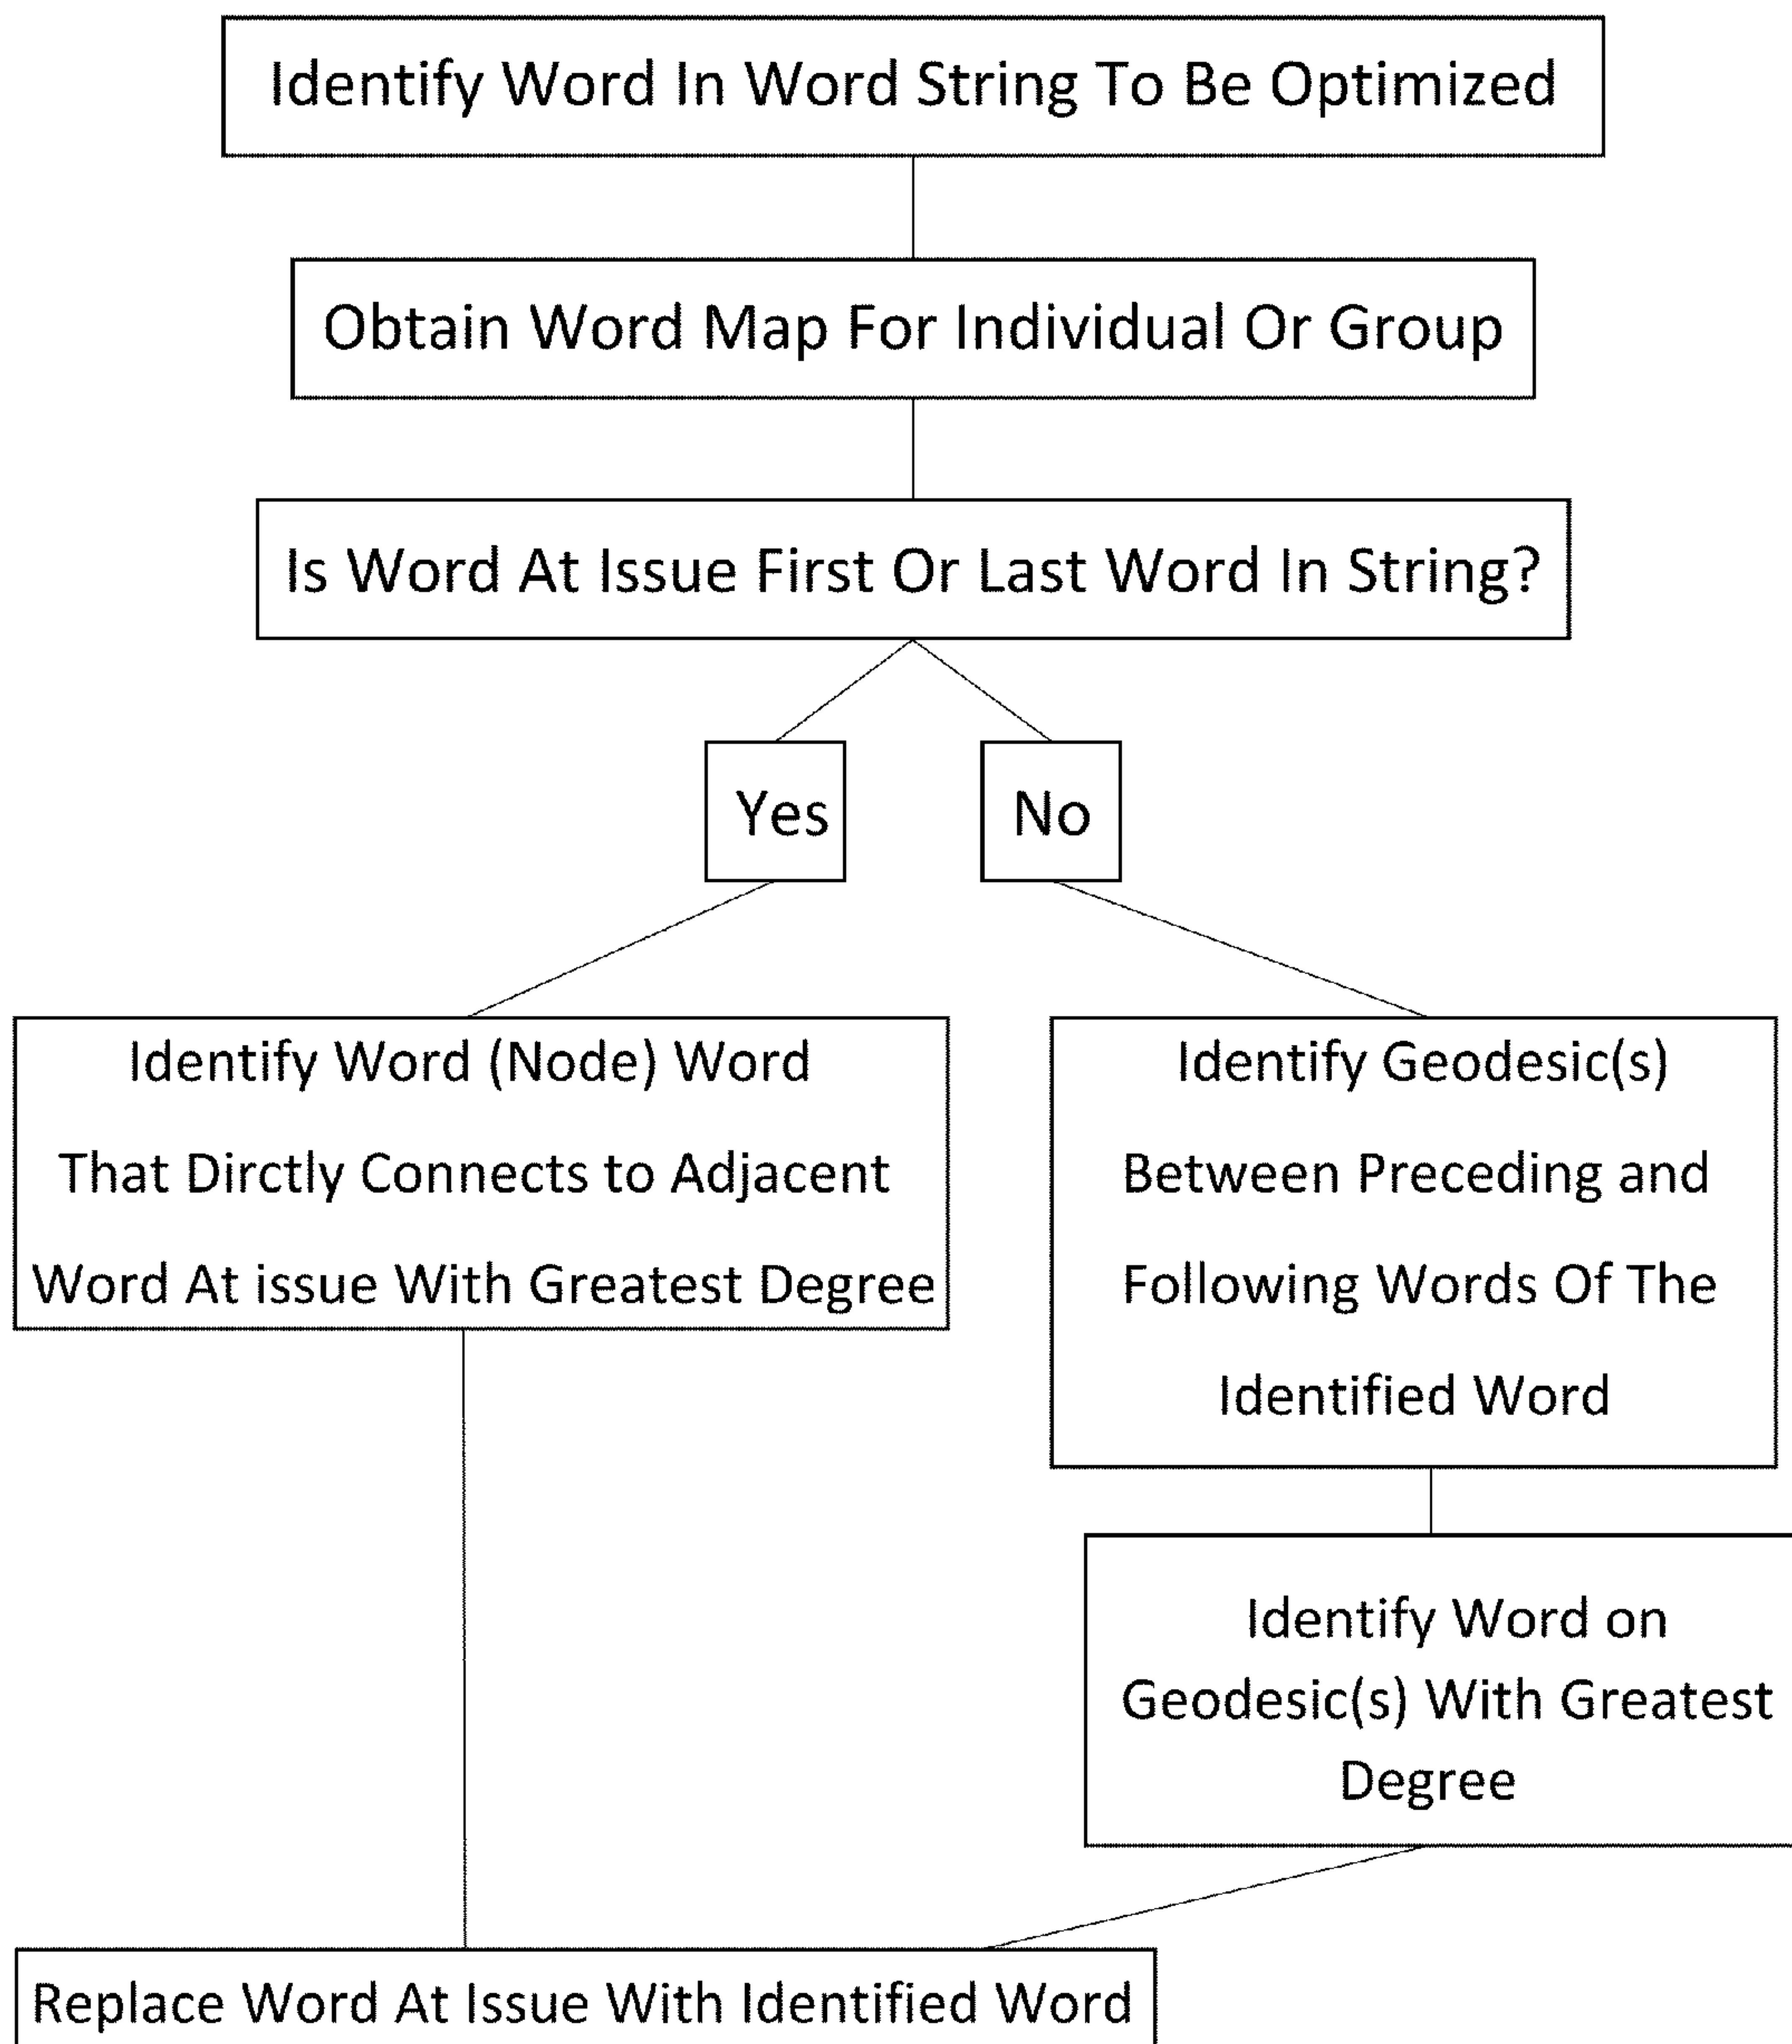 Identify Word In Word String To Be Optimized
Obtain Word Map For Individual Or Group
Is Word At Issue First Or Last Word In String?
Yes
No
Identify Word (Node) Word
That Dirctly Connects to Adjacent
Word At issue With Greatest Degree
Identify Geodesic(s)
Between Preceding and
Following Words Of The
Identified Word
Identify Word on
Geodesic(s) With Greatest
Degree
Replace Word At Issue With Identified Word